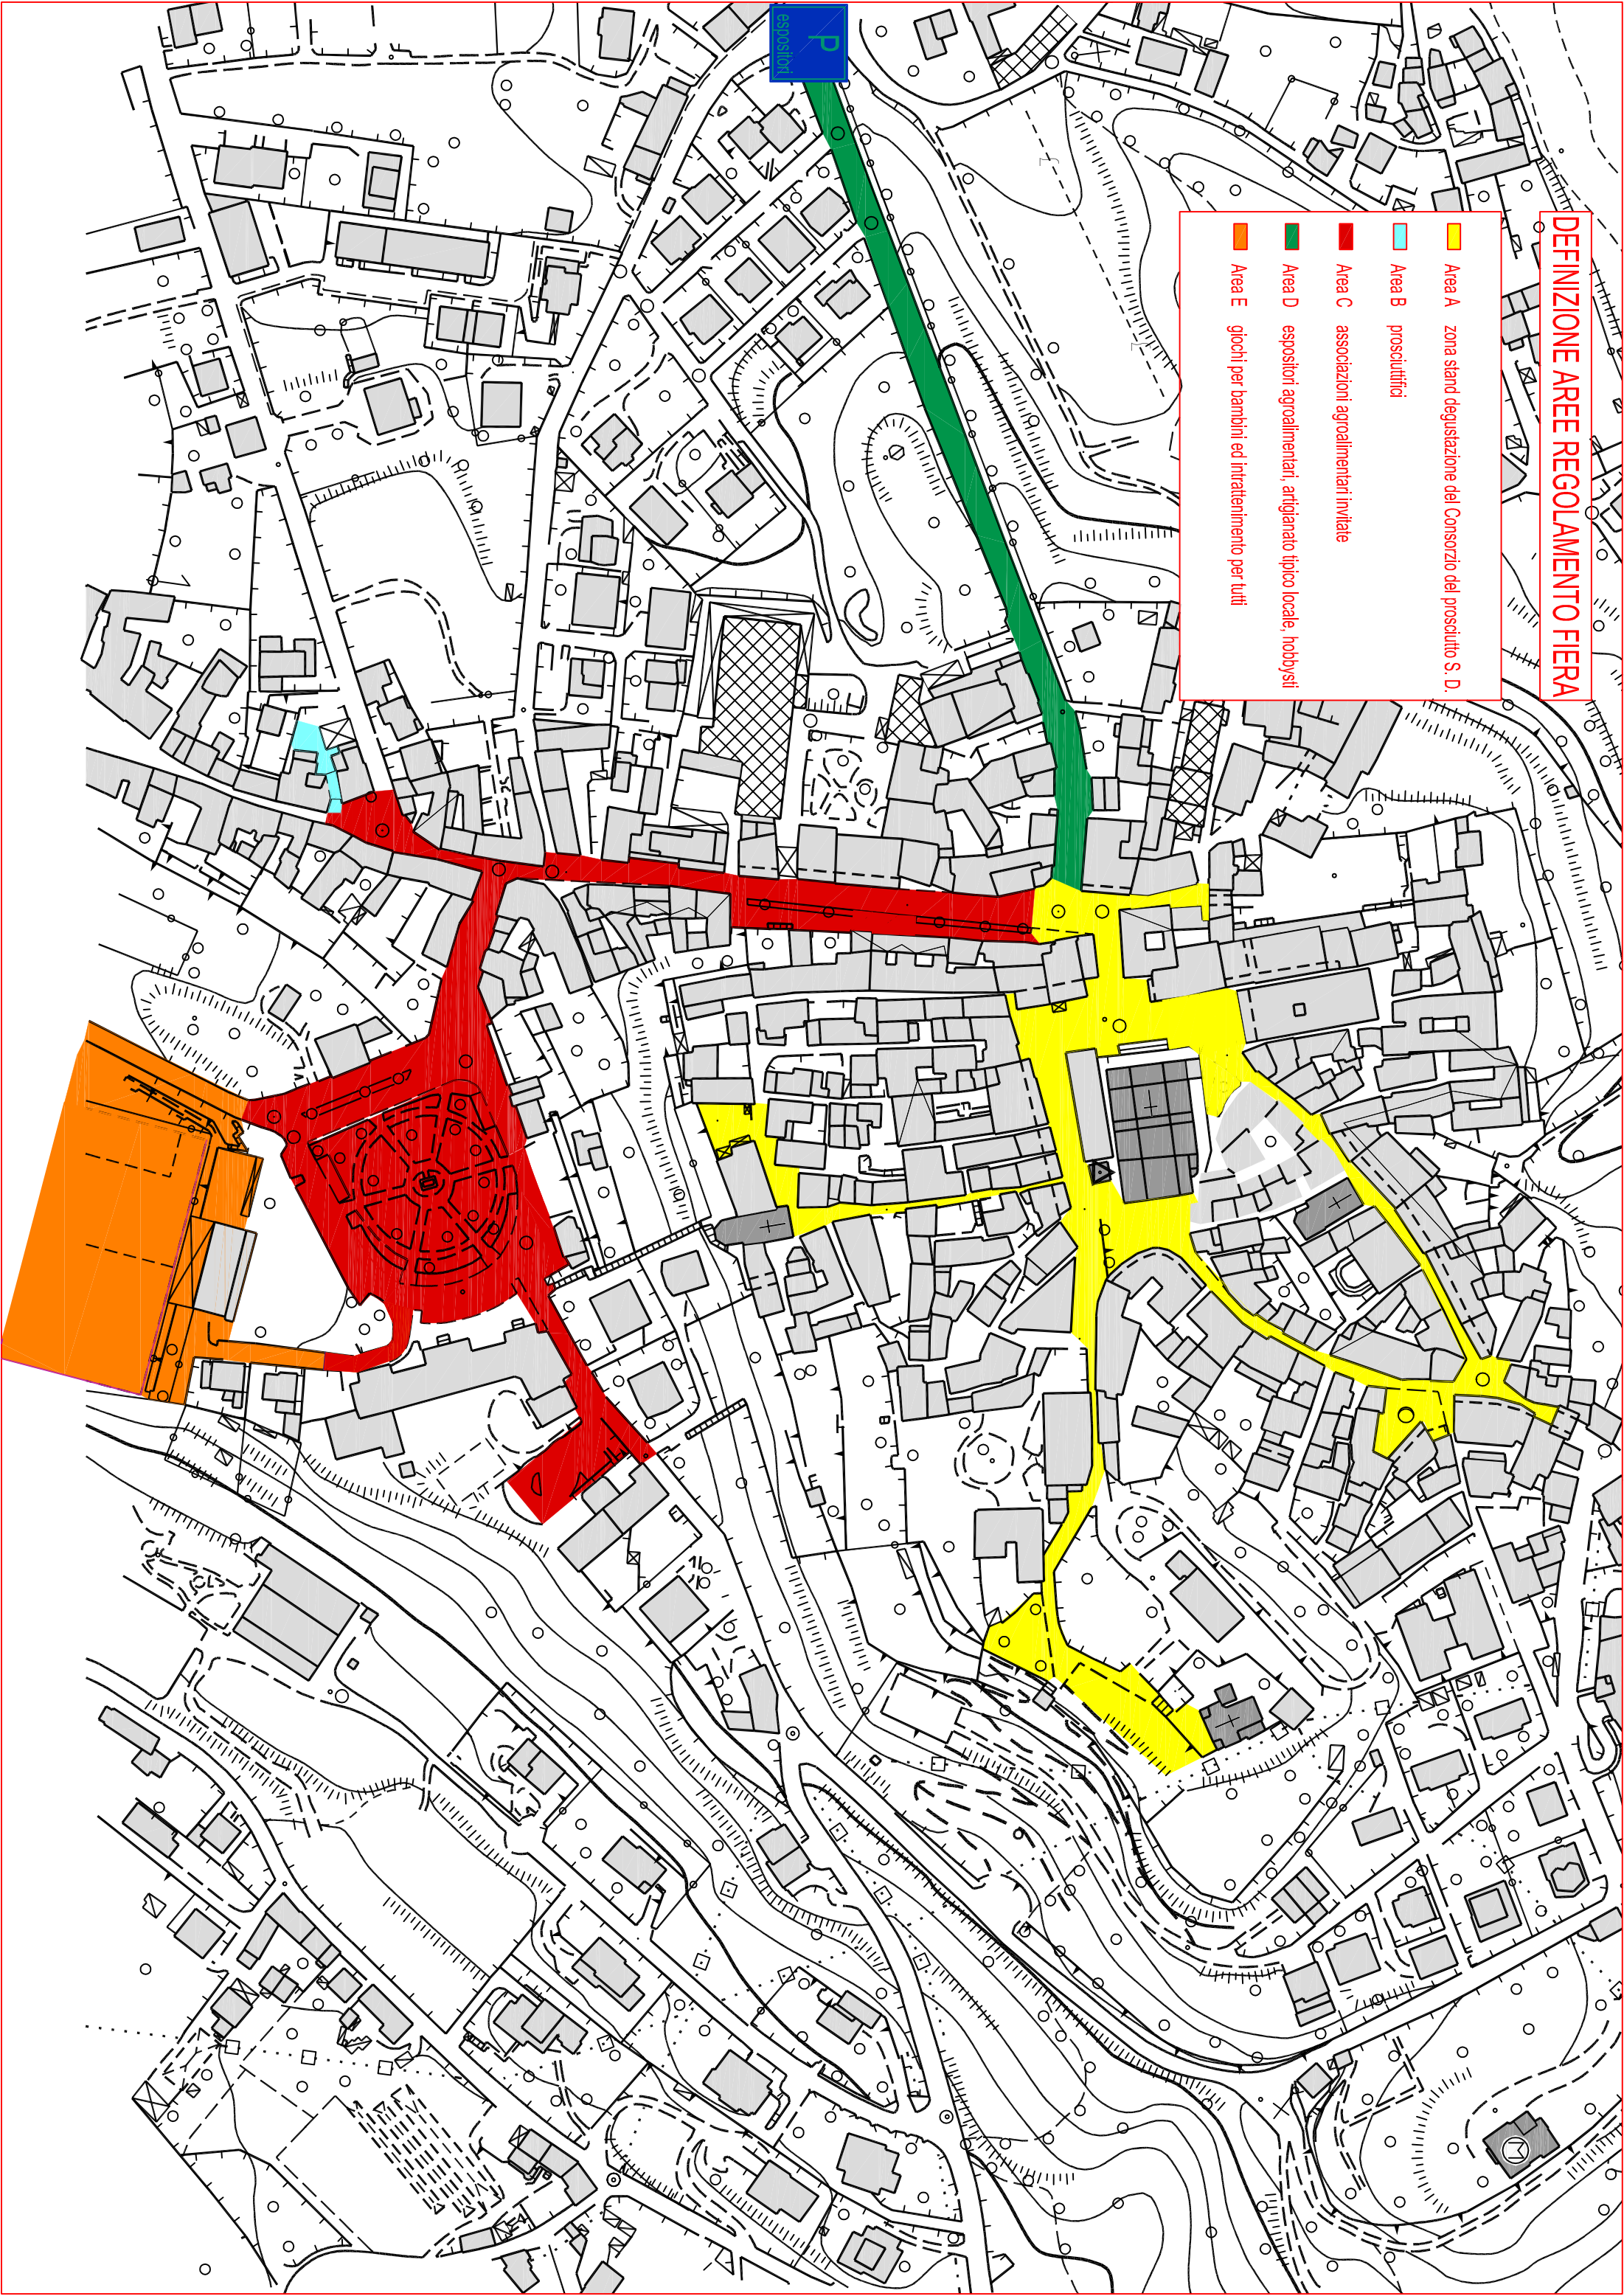 DEFINIZIONE AREE REGOLAMENTO FIERA
Area A zona stand degustazione del Consorzio del prosciutto S. D.
Area B prosciuttifici
Area C associazioni agroalimentari invitate
Area D espositori agroalimentari, artigianato tipico locale, hobbysti
Area E giochi per bambini ed intrattenimento per tutti
P
espositori